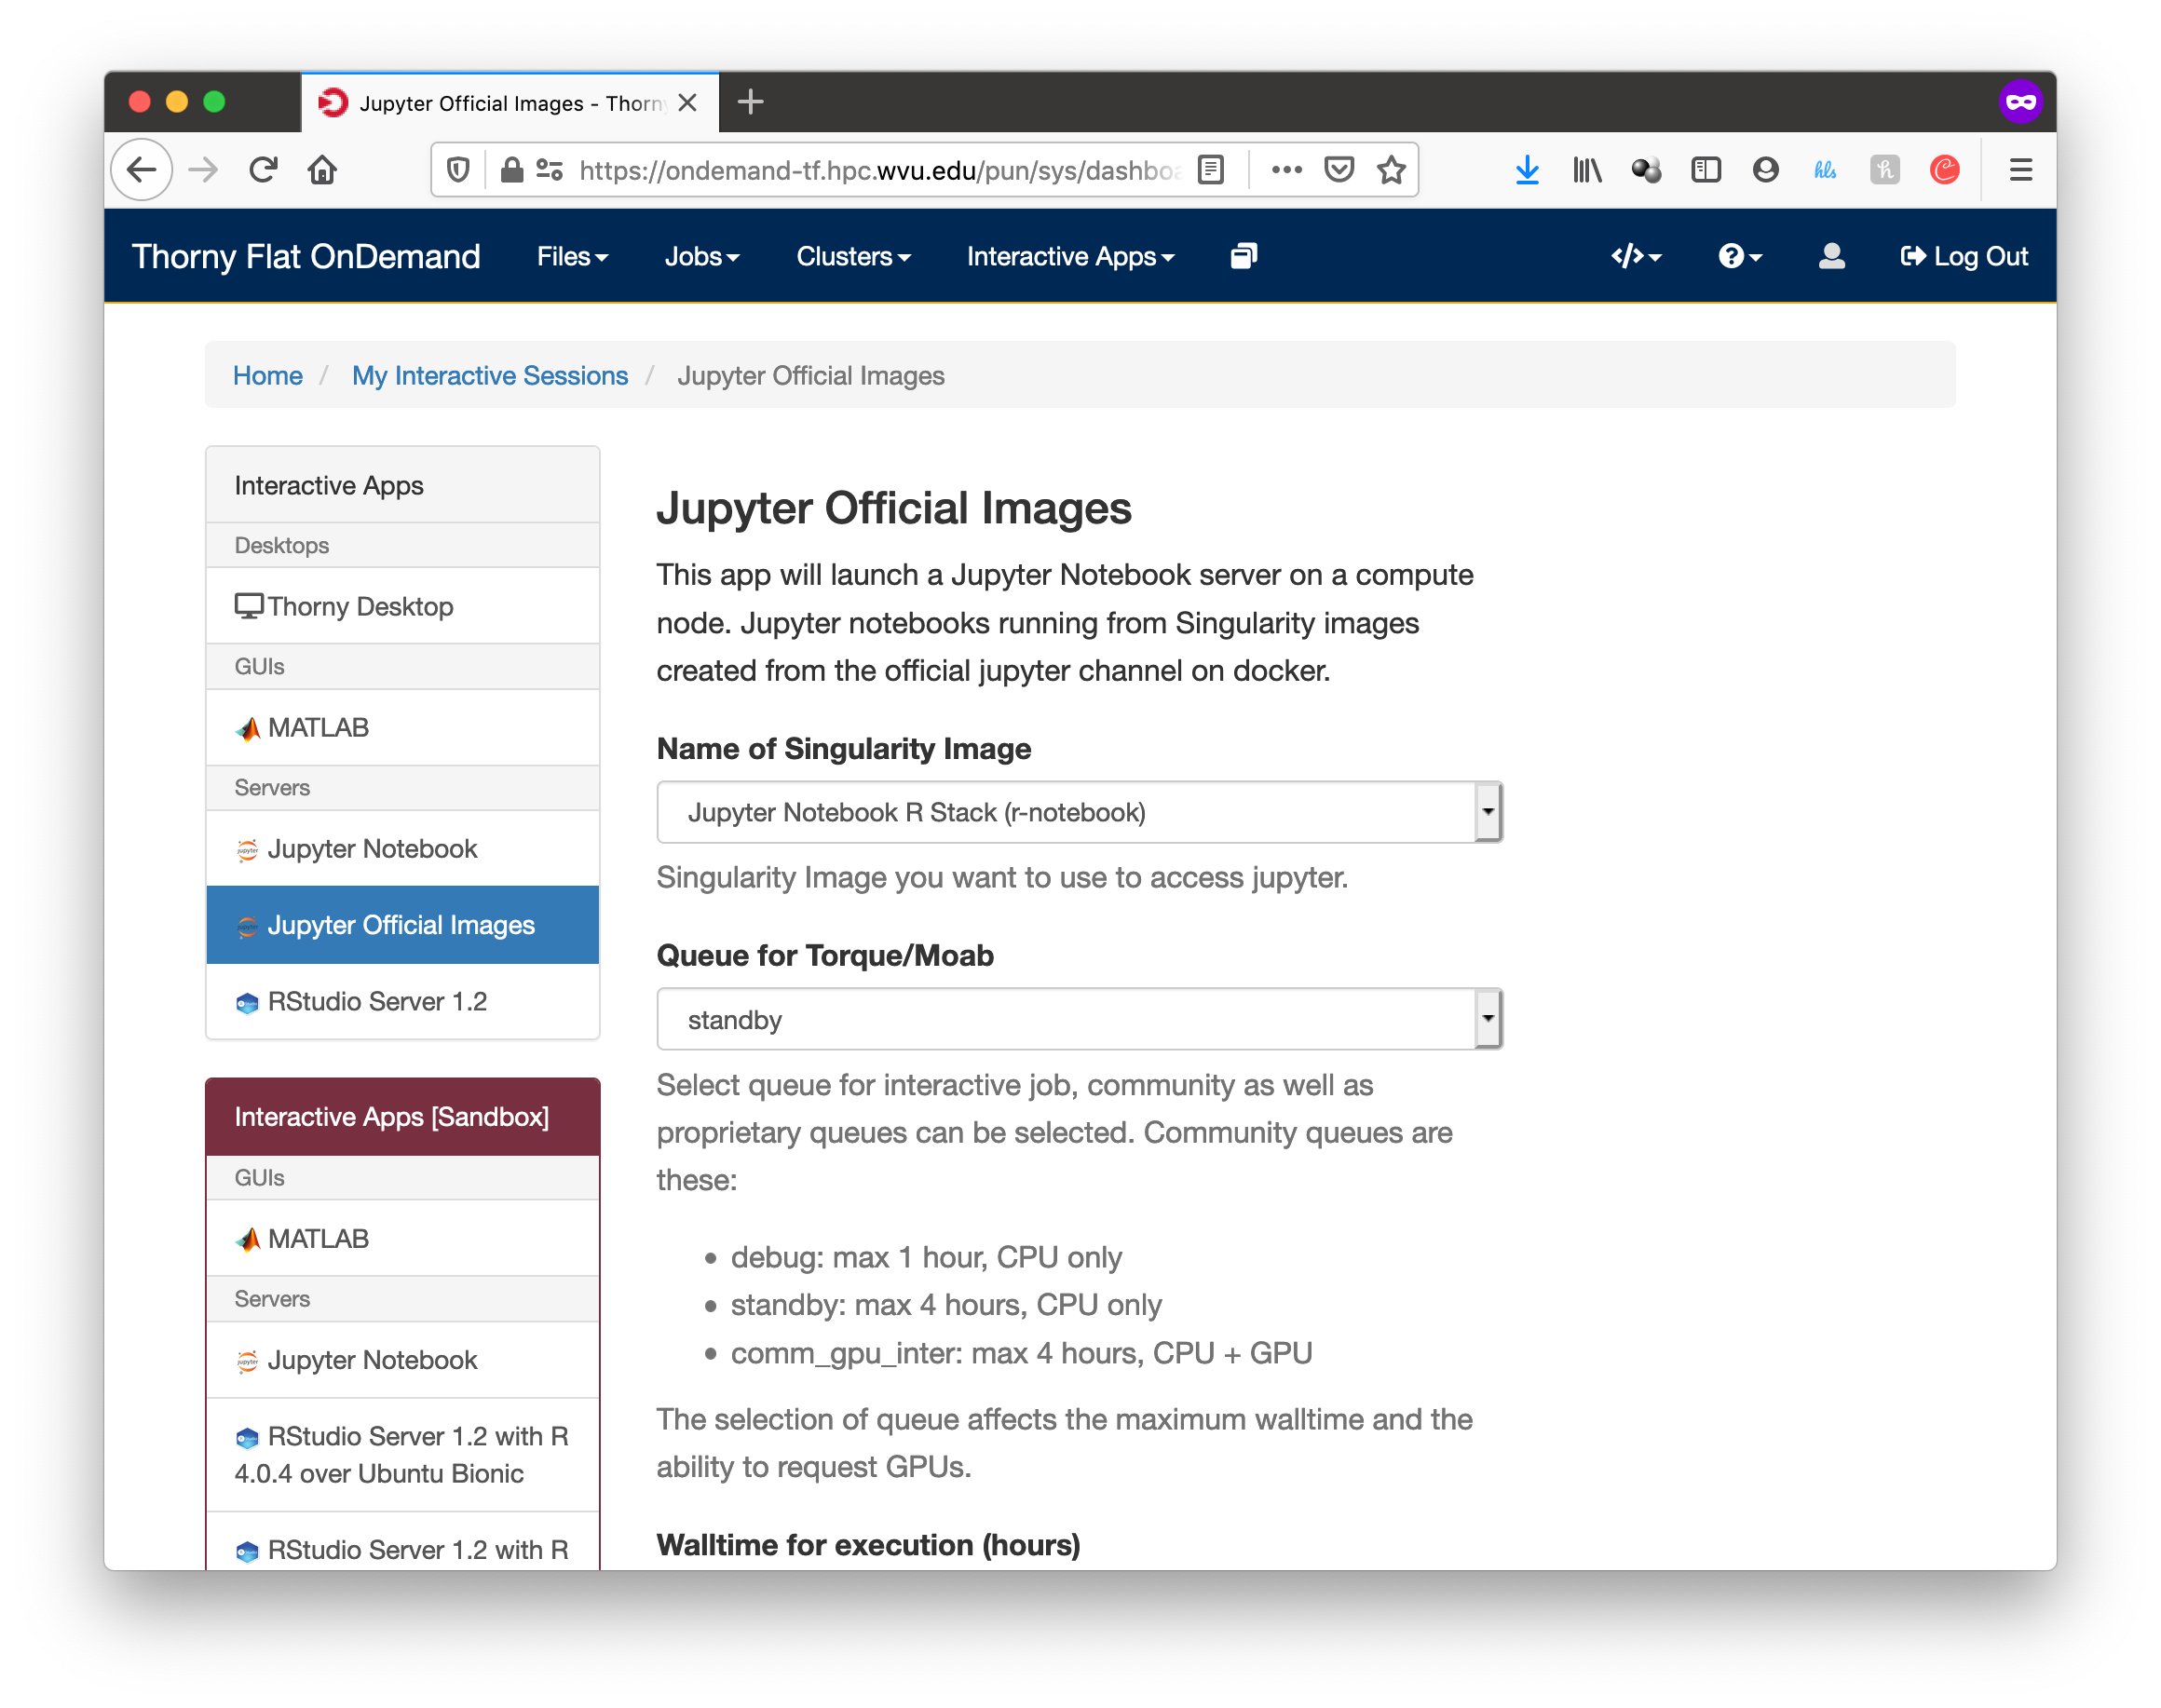 Jupyter Official Images - Thorny
https://ondemand-tf.hpc.wvu.edu/pun/sys/dashboa
hls
h
Thorny Flat OnDemand Files Jobs Clusters Interactive Apps </> ? Log Out
Home / My Interactive Sessions / Jupyter Official Images
Interactive Apps
Desktops
Thorny Desktop
GUIs
MATLAB
Servers
Jupyter Notebook
Jupyter Official Images
RStudio Server 1.2
Interactive Apps [Sandbox]
GUIs
MATLAB
Servers
Jupyter Notebook
RStudio Server 1.2 with R
4.0.4 over Ubuntu Bionic
RStudio Server 1.2 with R
Jupyter Official Images
This app will launch a Jupyter Notebook server on a compute
node. Jupyter notebooks running from Singularity images
created from the official jupyter channel on docker.
Name of Singularity Image
Jupyter Notebook R Stack (r-notebook)
Singularity Image you want to use to access jupyter.
Queue for Torque/Moab
standby
Select queue for interactive job, community as well as
proprietary queues can be selected. Community queues are
these:
• debug: max 1 hour, CPU only
• standby: max 4 hours, CPU only
• comm_gpu_inter: max 4 hours, CPU + GPU
The selection of queue affects the maximum walltime and the
ability to request GPUs.
Walltime for execution (hours)